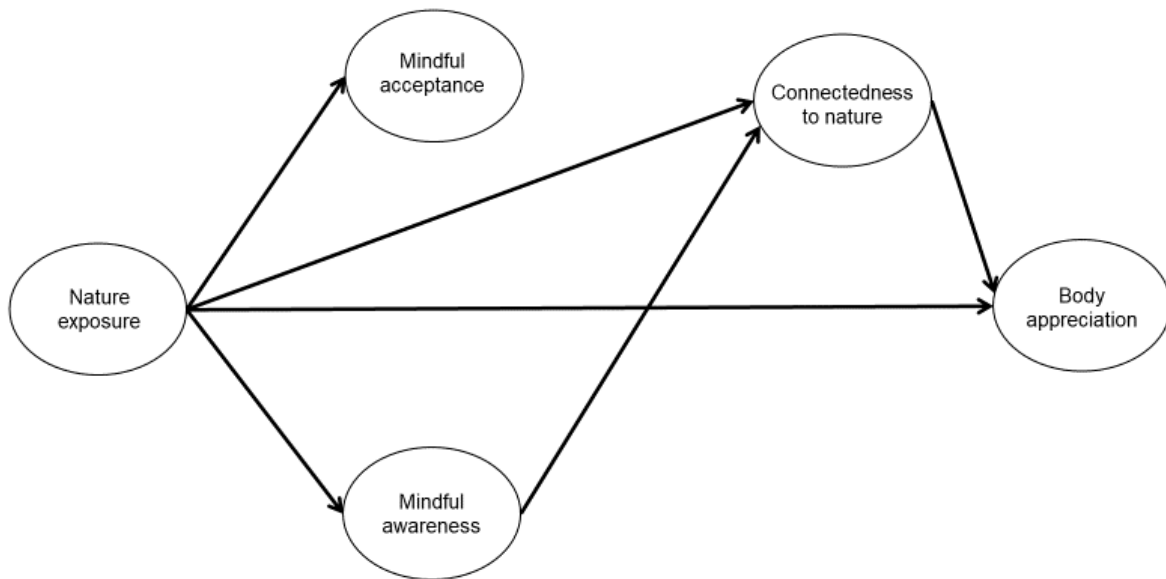 Mindful
acceptance
Connectedness
to nature
Nature
exposure
Body
appreciation
Mindful
awareness